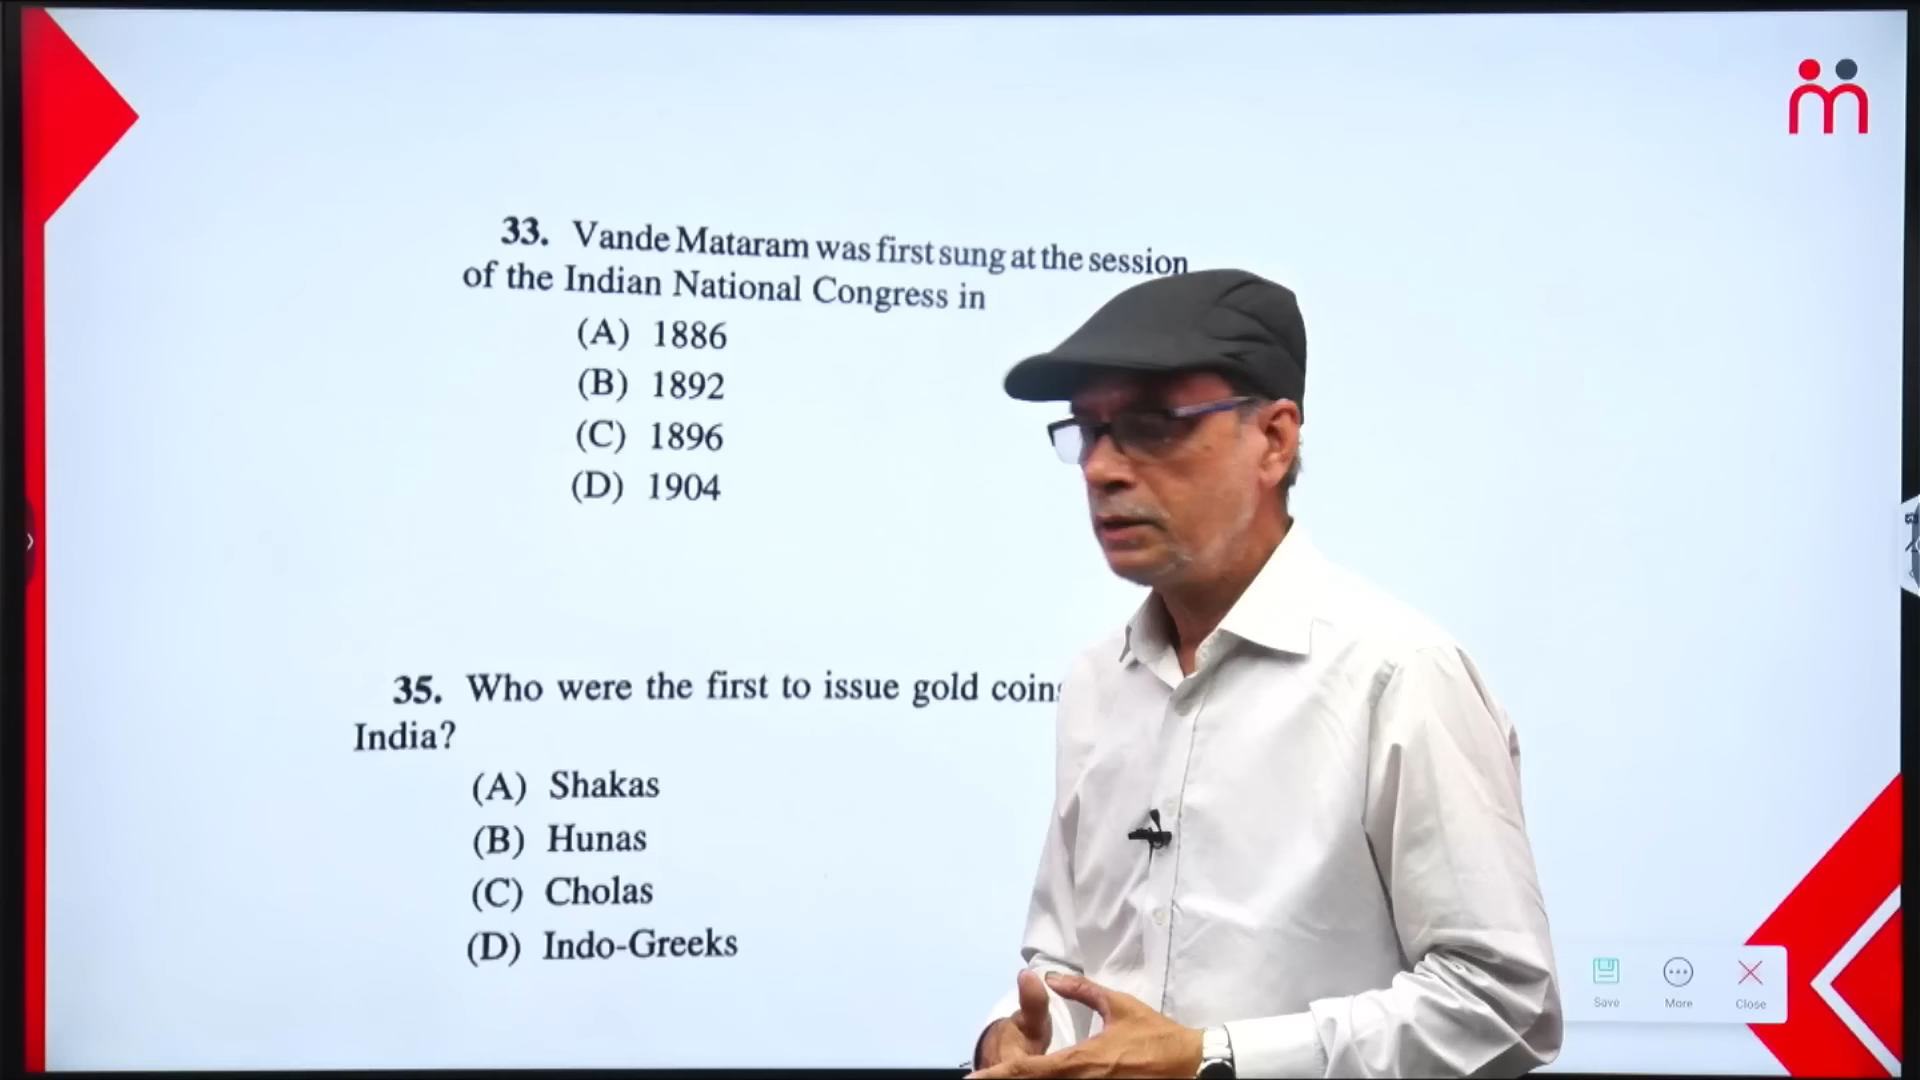 33. Vande Mataram was first sung at the session
of the Indian National Congress in
(A) 1886
(B) 1892
(C) 1896
(D) 1904
35. Who were the first to issue gold coins
India?
(A) Shakas
(B) Hunas
(C) Cholas
(D) Indo-Greeks
Save More Close